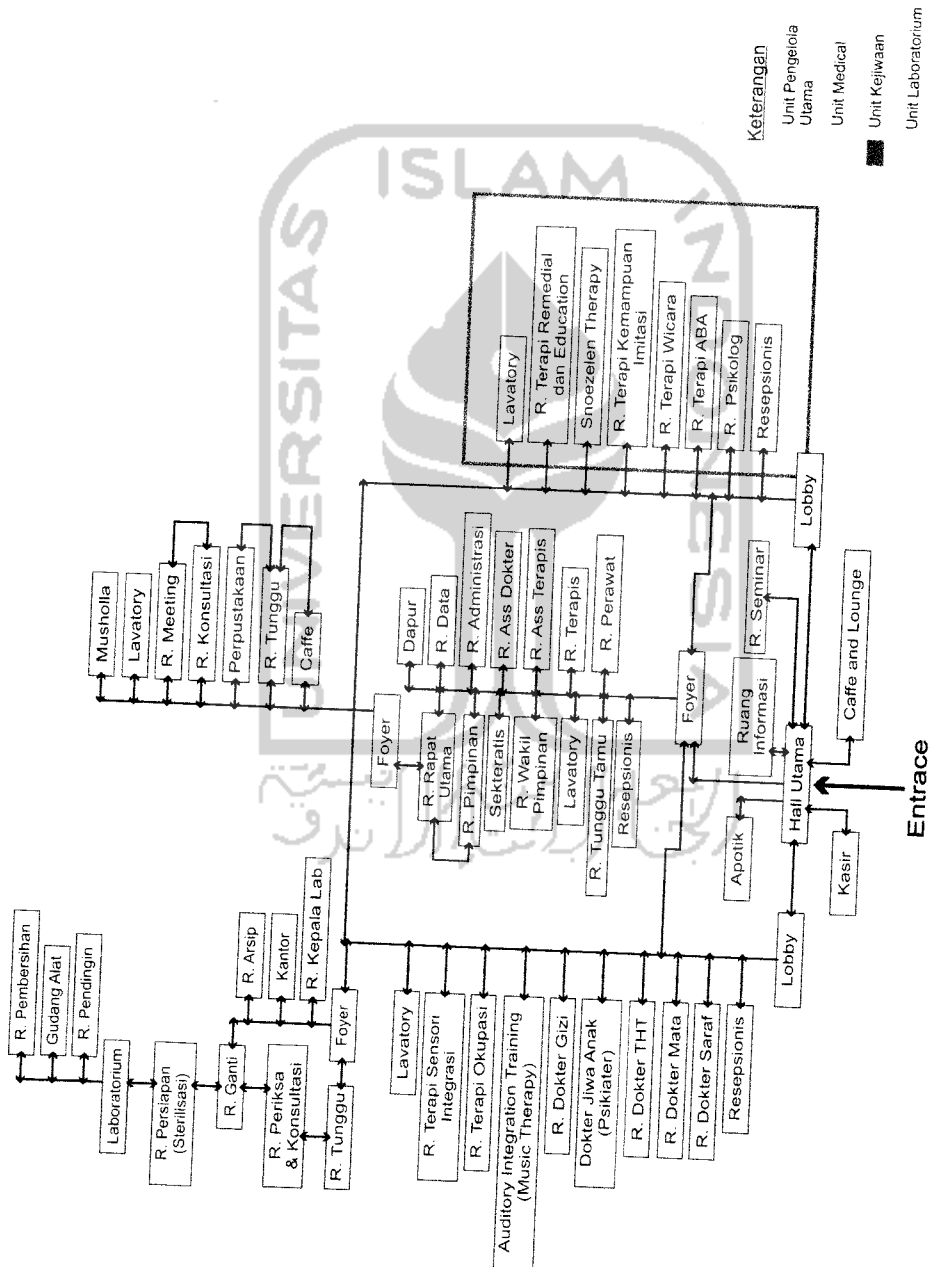 R. Pembersihan
Gudang Alat
R. Pendingin
Laboratorium
R. Persiapan
(Sterilisasi)
R. Ganti
R. Periksa
& Konsultasi
R. Tunggu
Foyer
R. Arsip
Kantor
R. Kepala Lab
Musholla
Lavatory
R. Meeting
R. Konsultasi
Perpustakaan
R. Tunggu
Caffe
Foyer
Dapur
R. Data
R. Administrasi
R. Ass Dokter
R. Ass Terapis
R. Terapis
R. Perawat
R. Rapat
Utama
R. Pimpinan
Sekteratis
R. Wakil
Pimpinan
Lavatory
R. Tunggu Tamu
Resepsionis
Foyer
Lavatory
R. Terapi Sensori
Integrasi
R. Terapi Okupasi
Auditory Integration Training
(Music Therapy)
R. Dokter Gizi
Dokter Jiwa Anak
(Psikiater)
R. Dokter THT
R. Dokter Mata
R. Dokter Saraf
Resepsionis
Lobby
Lavatory
R. Terapi Remedial
dan Education
Snoezelen Therapy
R. Terapi Kemampuan
Imitasi
R. Terapi Wicara
R. Terapi ABA
R. Psikolog
Resepsionis
Lobby
Apotik
Kasir
Hall Utama
Ruang
Informasi
R. Seminar
Caffe and Lounge
Entrace
Keterangan
Unit Pengelola
Utama
Unit Medical
Unit Kejiwaan
Unit Laboratorium
UNIVERSITAS
ISLAM
INDONESIA